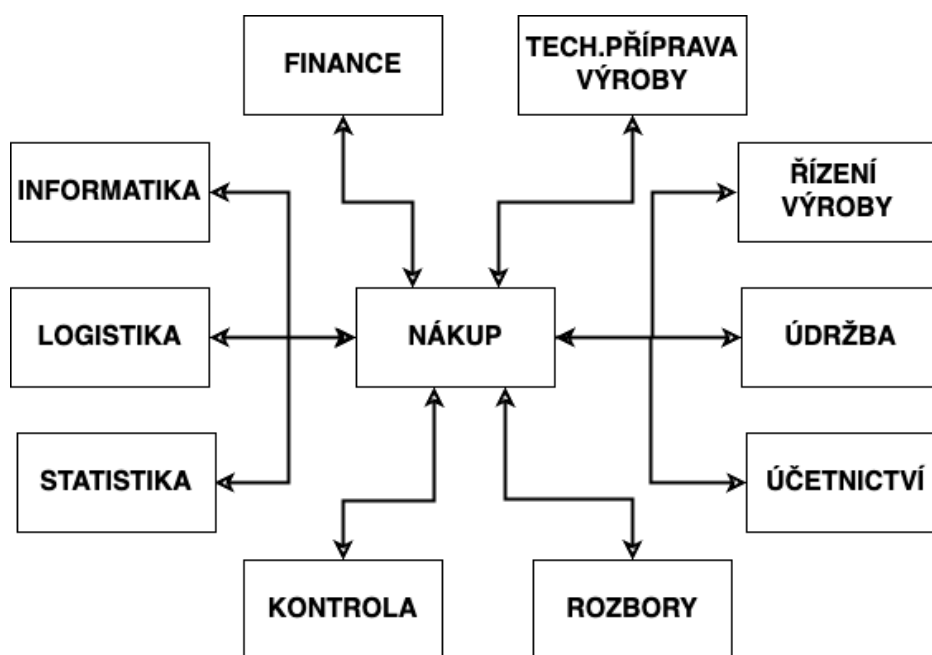 FINANCE
TECH.PŘÍPRAVA
VÝROBY
INFORMATIKA
ŘÍZENÍ
VÝROBY
LOGISTIKA
NÁKUP
ÚDRŽBA
STATISTIKA
ÚČETNICTVÍ
KONTROLA
ROZBORY